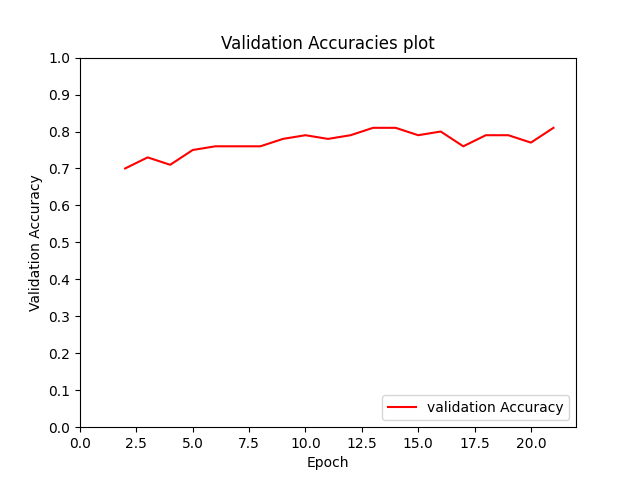 Validation Accuracies plot
1.0
0.9
0.8
0.7
0.6
0.5
0.4
0.3
0.2
0.1
0.0
Validation Accuracy
validation Accuracy
0.0 2.5 5.0 7.5 10.0 12.5 15.0 17.5 20.0
Epoch